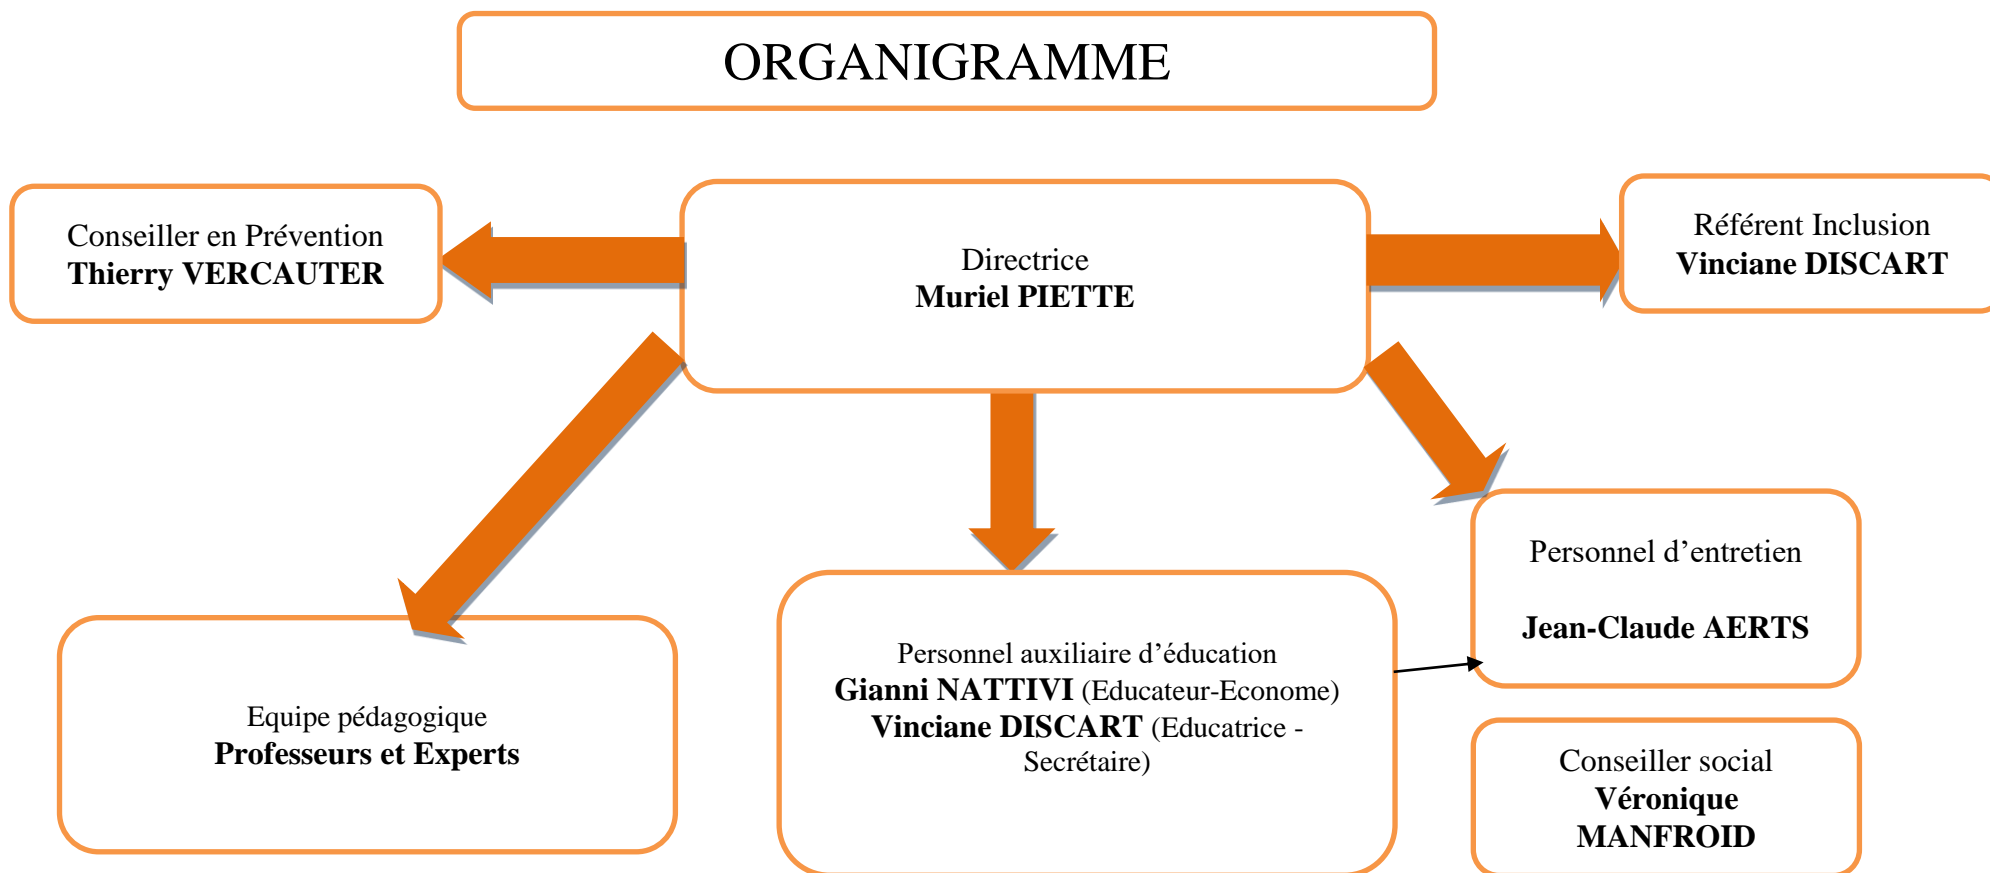 ORGANIGRAMME
Conseiller en Prévention
Thierry VERCAUTER
Directrice
Muriel PIETTE
Référent Inclusion
Vinciane DISCART
Equipe pédagogique
Professeurs et Experts
Personnel auxiliaire d’éducation
Gianni NATTIVI (Educateur-Econome)
Vinciane DISCART (Educatrice -
Secrétaire)
Personnel d’entretien
Jean-Claude AERTS
Conseiller social
Véronique
MANFROID